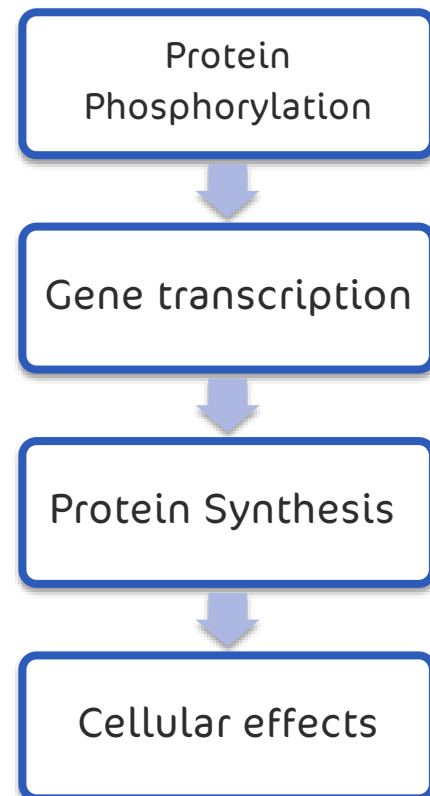 Protein
Phosphorylation
Gene transcription
Protein Synthesis
Cellular effects